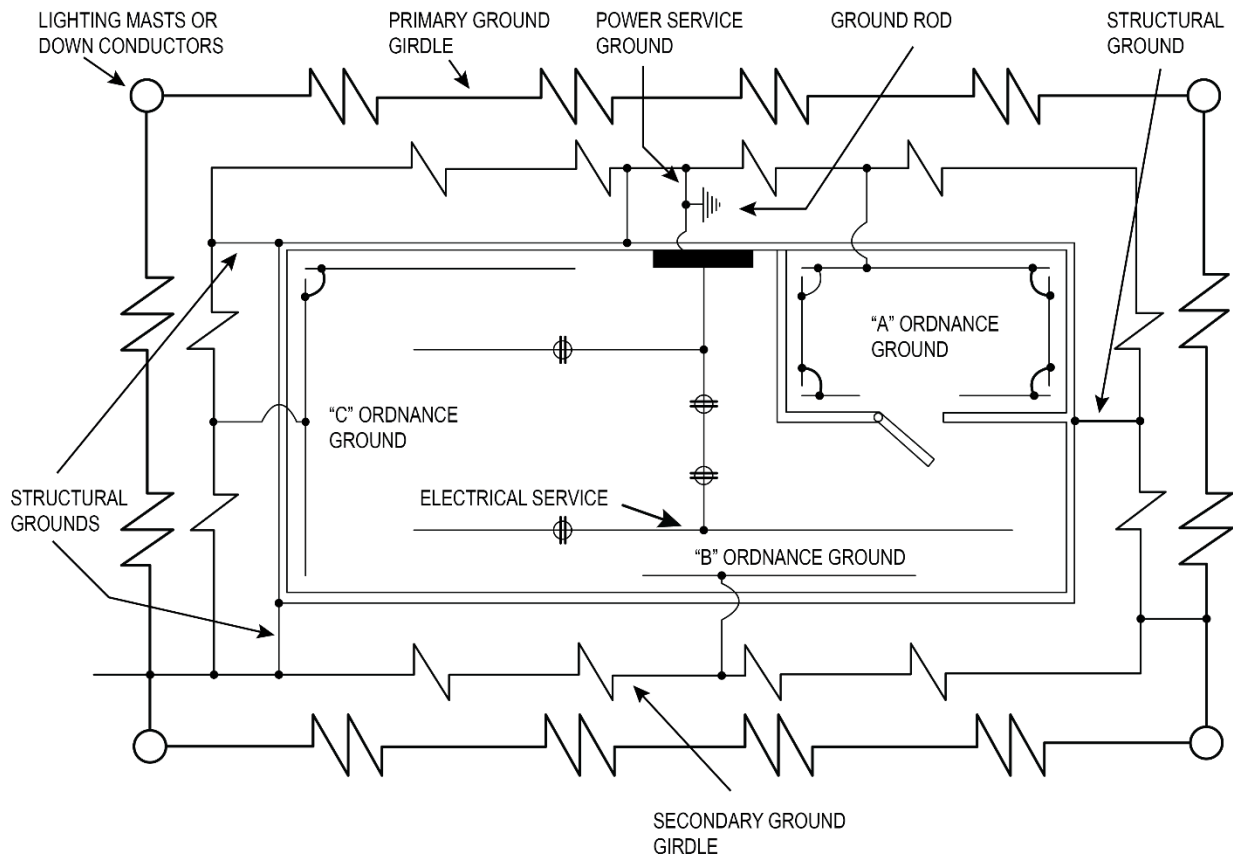 LIGHTING MASTS OR
DOWN CONDUCTORS
PRIMARY GROUND
GIRDLE
POWER SERVICE
GROUND
GROUND ROD
STRUCTURAL
GROUND
“A” ORDNANCE
GROUND
“C” ORDNANCE
GROUND
STRUCTURAL
GROUNDS
ELECTRICAL SERVICE
“B” ORDNANCE GROUND
SECONDARY GROUND
GIRDLE